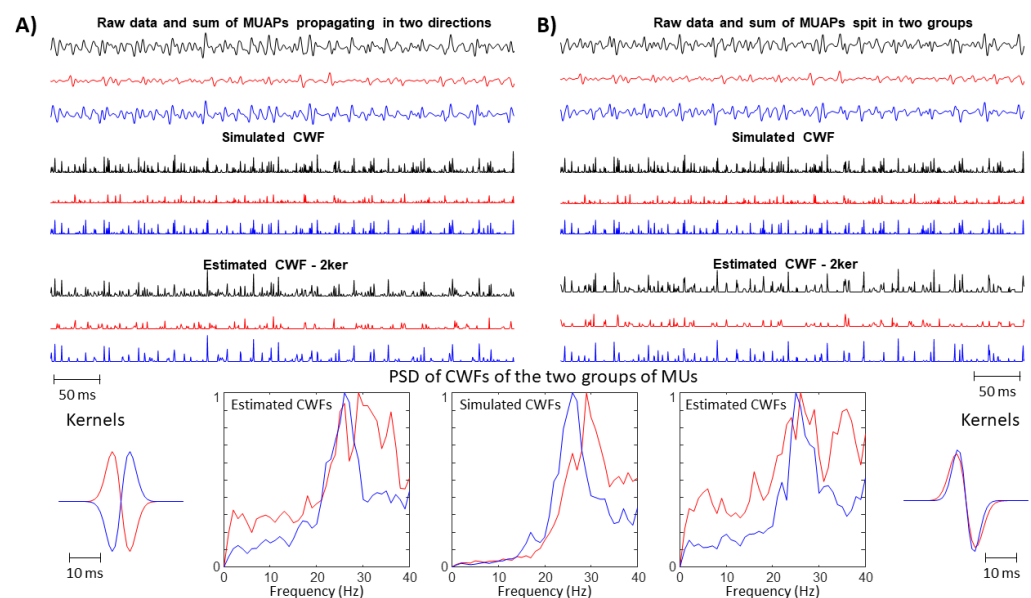 A)
Raw data and sum of MUAPs propagating in two directions
Simulated CWF
Estimated CWF - 2ker
50 ms
B)
Raw data and sum of MUAPs spit in two groups
Simulated CWF
Estimated CWF - 2ker
50 ms
PSD of CWFs of the two groups of MUs
Kernels
10 ms
1
Estimated CWFs
0
0 10 20 30 40
Frequency (Hz)
1
Simulated CWFs
0
0 10 20 30 40
Frequency (Hz)
1
Estimated CWFs
0
0 10 20 30 40
Frequency (Hz)
Kernels
10 ms